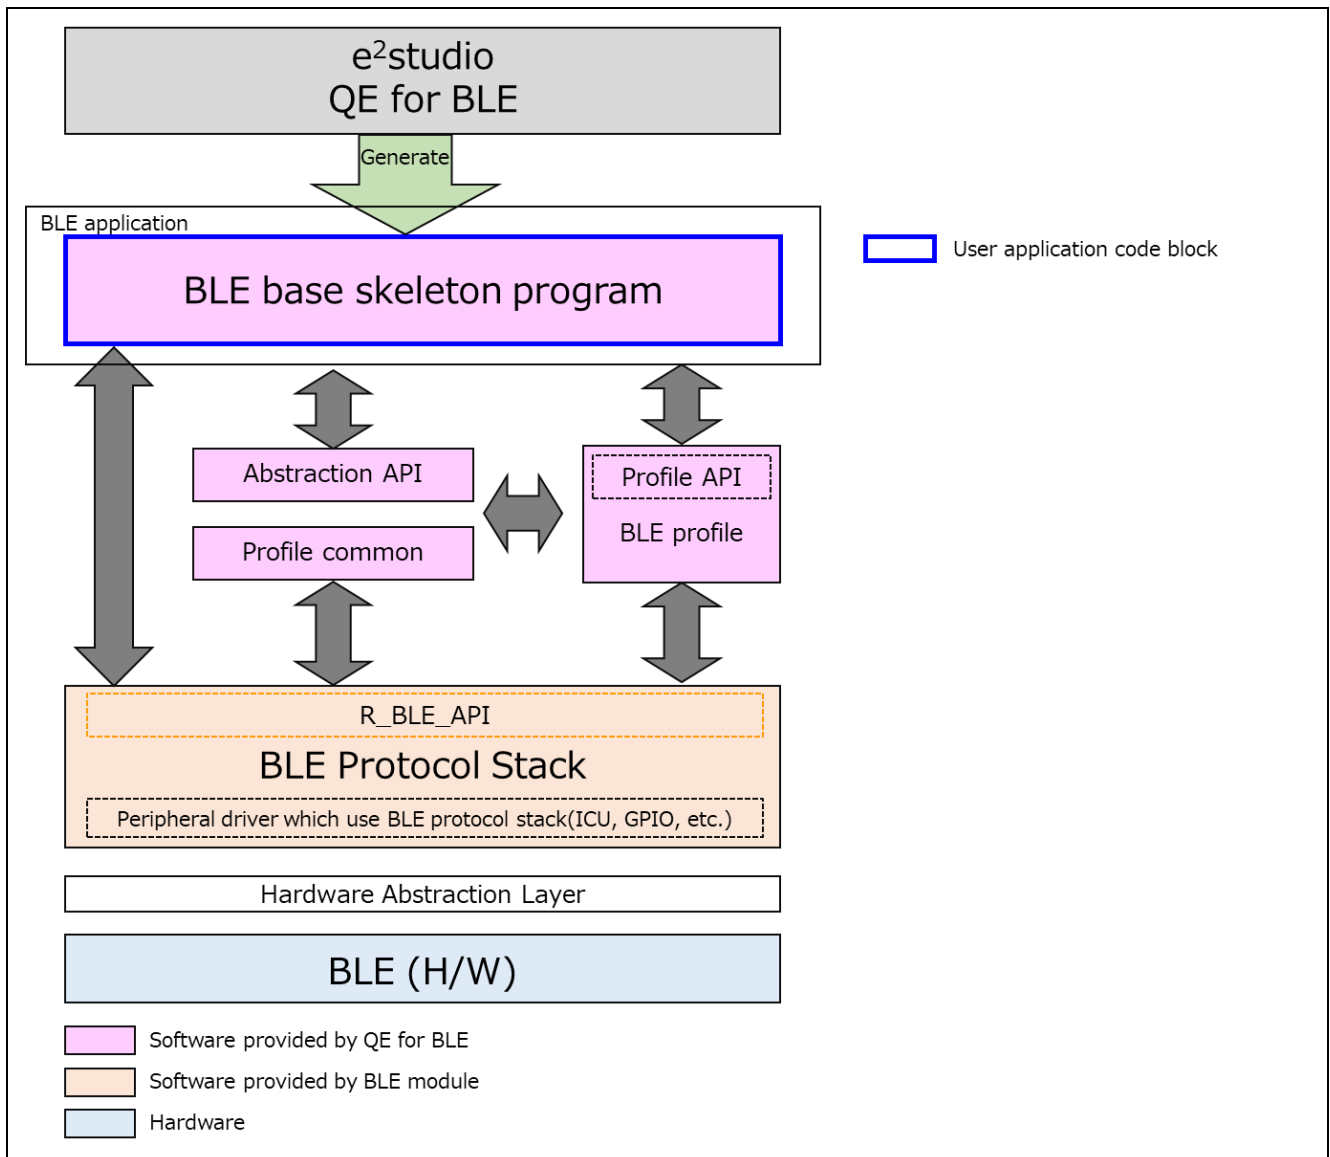 e²studio
QE for BLE
Generate
BLE application
BLE base skeleton program
User application code block
Abstraction API
Profile API
BLE profile
Profile common
R_BLE_API
BLE Protocol Stack
Peripheral driver which use BLE protocol stack(ICU, GPIO, etc.)
Hardware Abstraction Layer
BLE (H/W)
Software provided by QE for BLE
Software provided by BLE module
Hardware